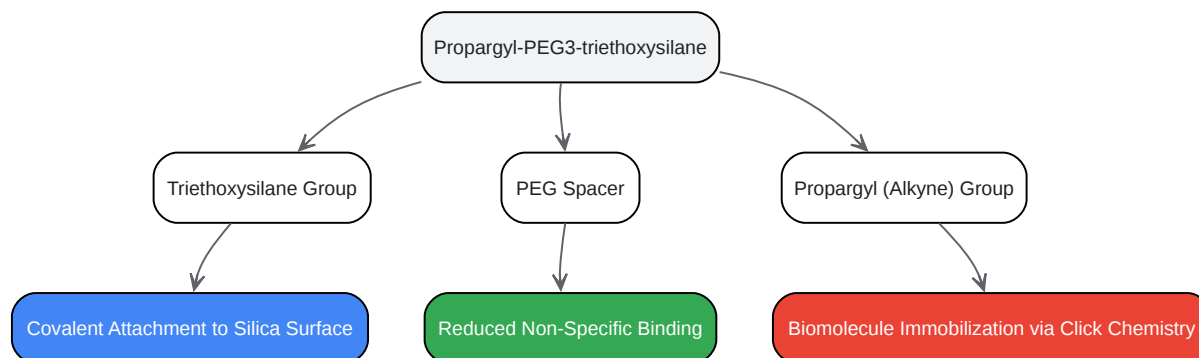 Propargyl-PEG3-triethoxysilane
Triethoxysilane Group
PEG Spacer
Propargyl (Alkyne) Group
Covalent Attachment to Silica Surface
Reduced Non-Specific Binding
Biomolecule Immobilization via Click Chemistry